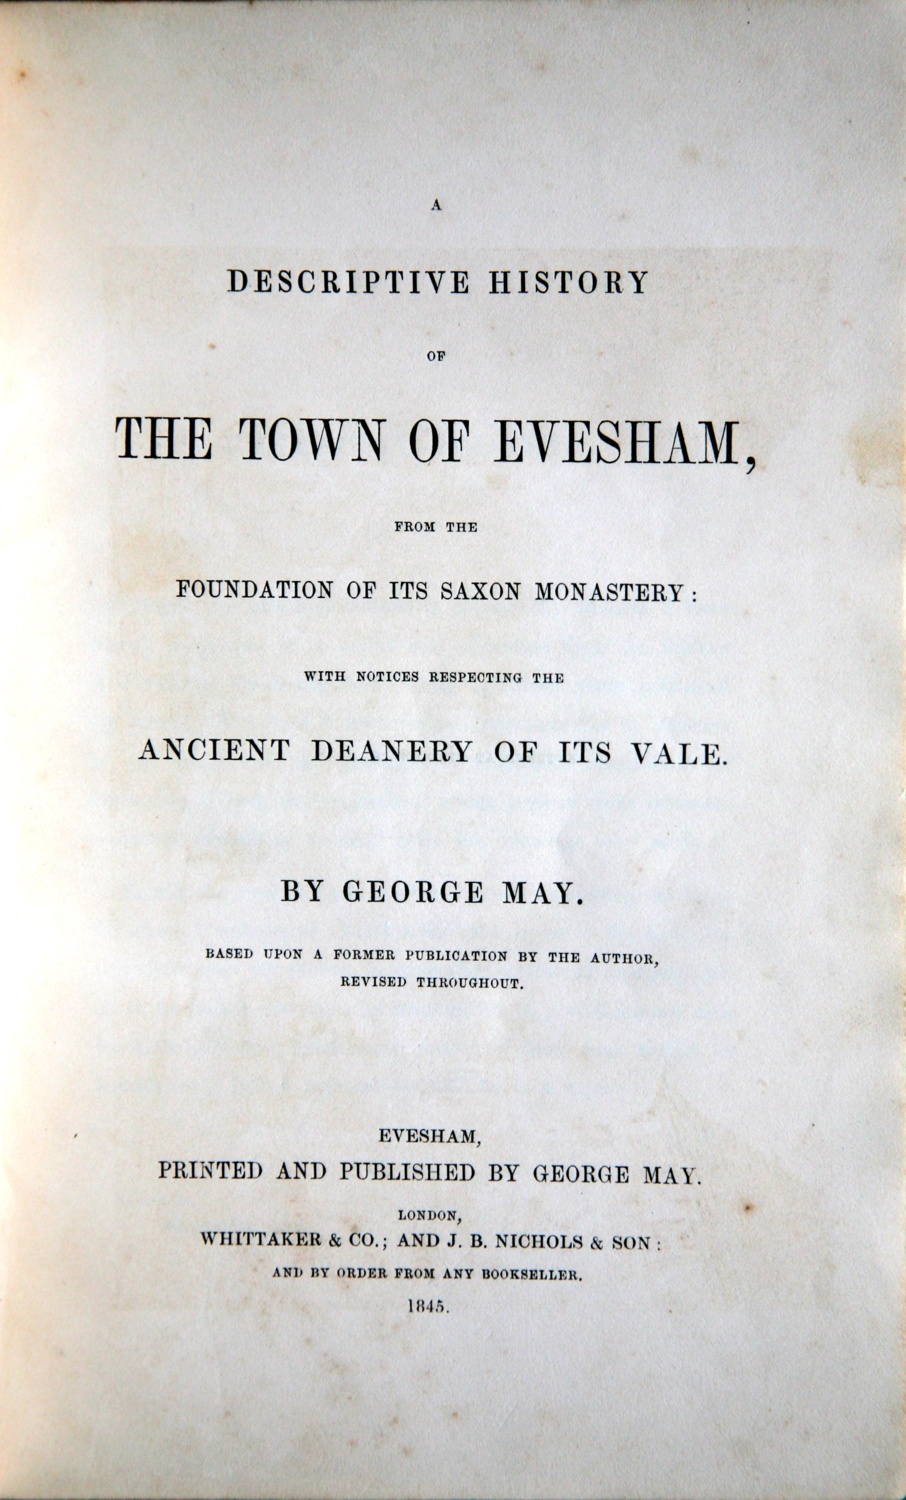 A
DESCRIPTIVE HISTORY
OF
THE TOWN OF EVESHAM,
FROM THE
FOUNDATION OF ITS SAXON MONASTERY:
WITH NOTICES RESPECTING THE
ANCIENT DEANERY OF ITS VALE.
BY GEORGE MAY.
BASED UPON A FORMER PUBLICATION BY THE AUTHOR,
REVISED THROUGHOUT.
EVESHAM,
PRINTED AND PUBLISHED BY GEORGE MAY.
LONDON,
WHITTAKER & CO.; AND J. B. NICHOLS & SON:
AND BY ORDER FROM ANY BOOKSELLER.
1845.